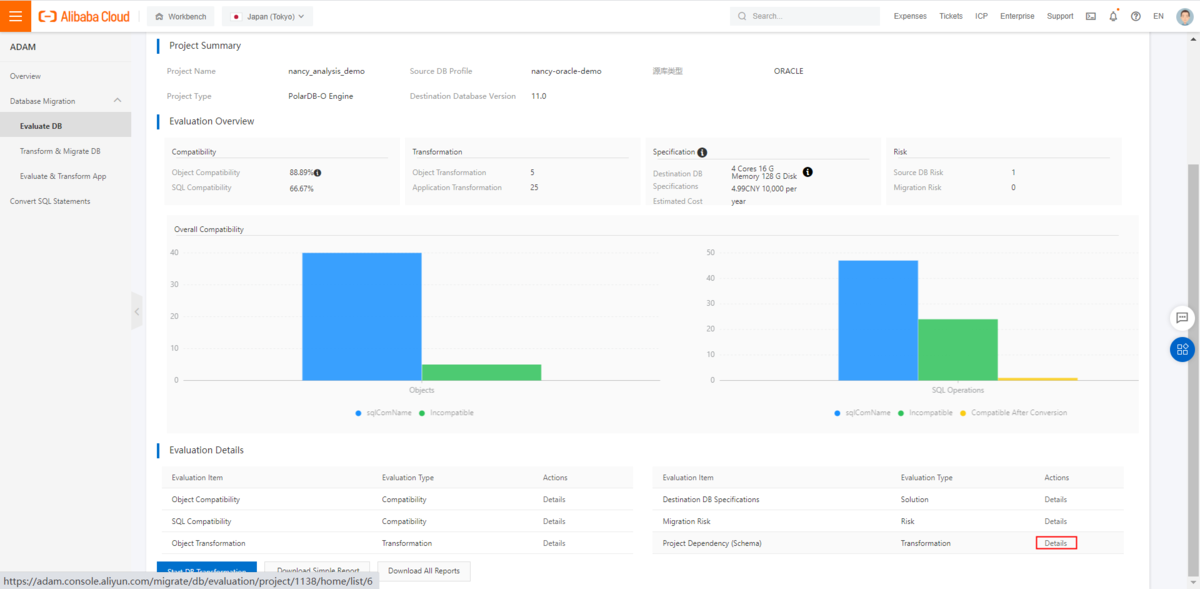 Alibaba Cloud
Workbench
Japan (Tokyo)
Search...
Expenses
Tickets
ICP
Enterprise
Support
EN
ADAM
Overview
Database Migration
Evaluate DB
Transform & Migrate DB
Evaluate & Transform App
Convert SQL Statements
Project Summary
Project Name nancy_analysis_demo Source DB Profile nancy-oracle-demo 源库类型 ORACLE
Project Type PolarDB-O Engine Destination Database Version 11.0
Evaluation Overview
Compatibility
Object Compatibility 88.89%
SQL Compatibility 66.67%
Transformation
Object Transformation 5
Application Transformation 25
Specification
Destination DB Specifications
4 Cores 16 G
Memory 128 G Disk
Estimated Cost
4.99CNY 10,000 per
year
Risk
Source DB Risk 1
Migration Risk 0
Overall Compatibility
40
30
20
10
0
Objects
sqlComName Incompatible
50
40
30
20
10
0
SQL Operations
sqlComName Incompatible Compatible After Conversion
Evaluation Details
Evaluation Item Evaluation Type Actions
Object Compatibility Compatibility Details
SQL Compatibility Compatibility Details
Object Transformation Transformation Details
Evaluation Item Evaluation Type Actions
Destination DB Specifications Solution Details
Migration Risk Risk Details
Project Dependency (Schema) Transformation Details
Start DB Transformation Download Simple Report Download All Reports
https://adam.console.aliyun.com/migrate/db/evaluation/project/1138/home/list/6